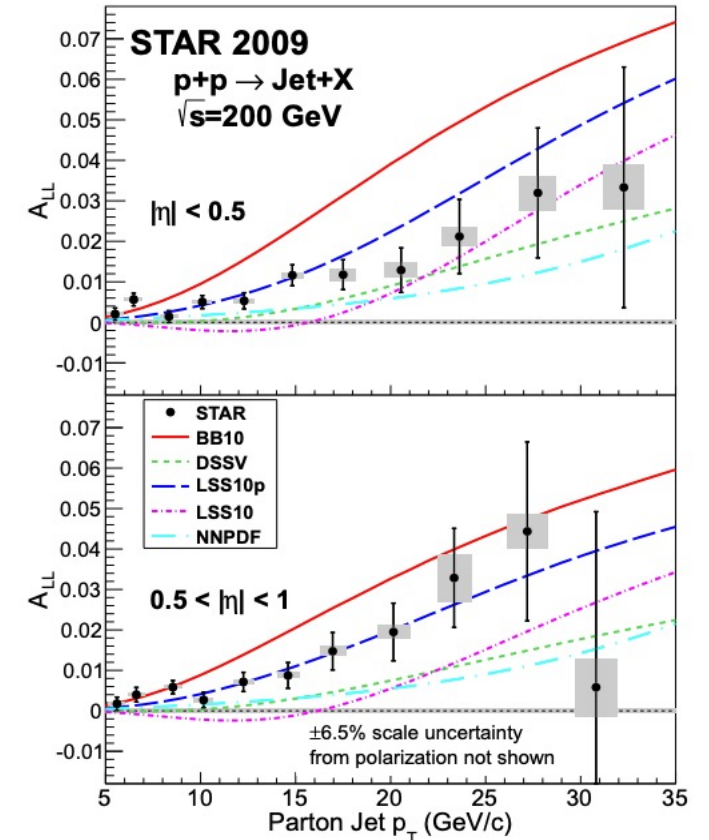 STAR 2009
p+p → Jet+X
√s=200 GeV
A_LL
|η| < 0.5
0.07
0.06
0.05
0.04
0.03
0.02
0.01
0
-0.01
STAR
BB10
DSSV
LSS10p
LSS10
NNPDF
A_LL
0.5 < |η| < 1
0.07
0.06
0.05
0.04
0.03
0.02
0.01
0
-0.01
±6.5% scale uncertainty
from polarization not shown
5 10 15 20 25 30 35
Parton Jet p_T (GeV/c)